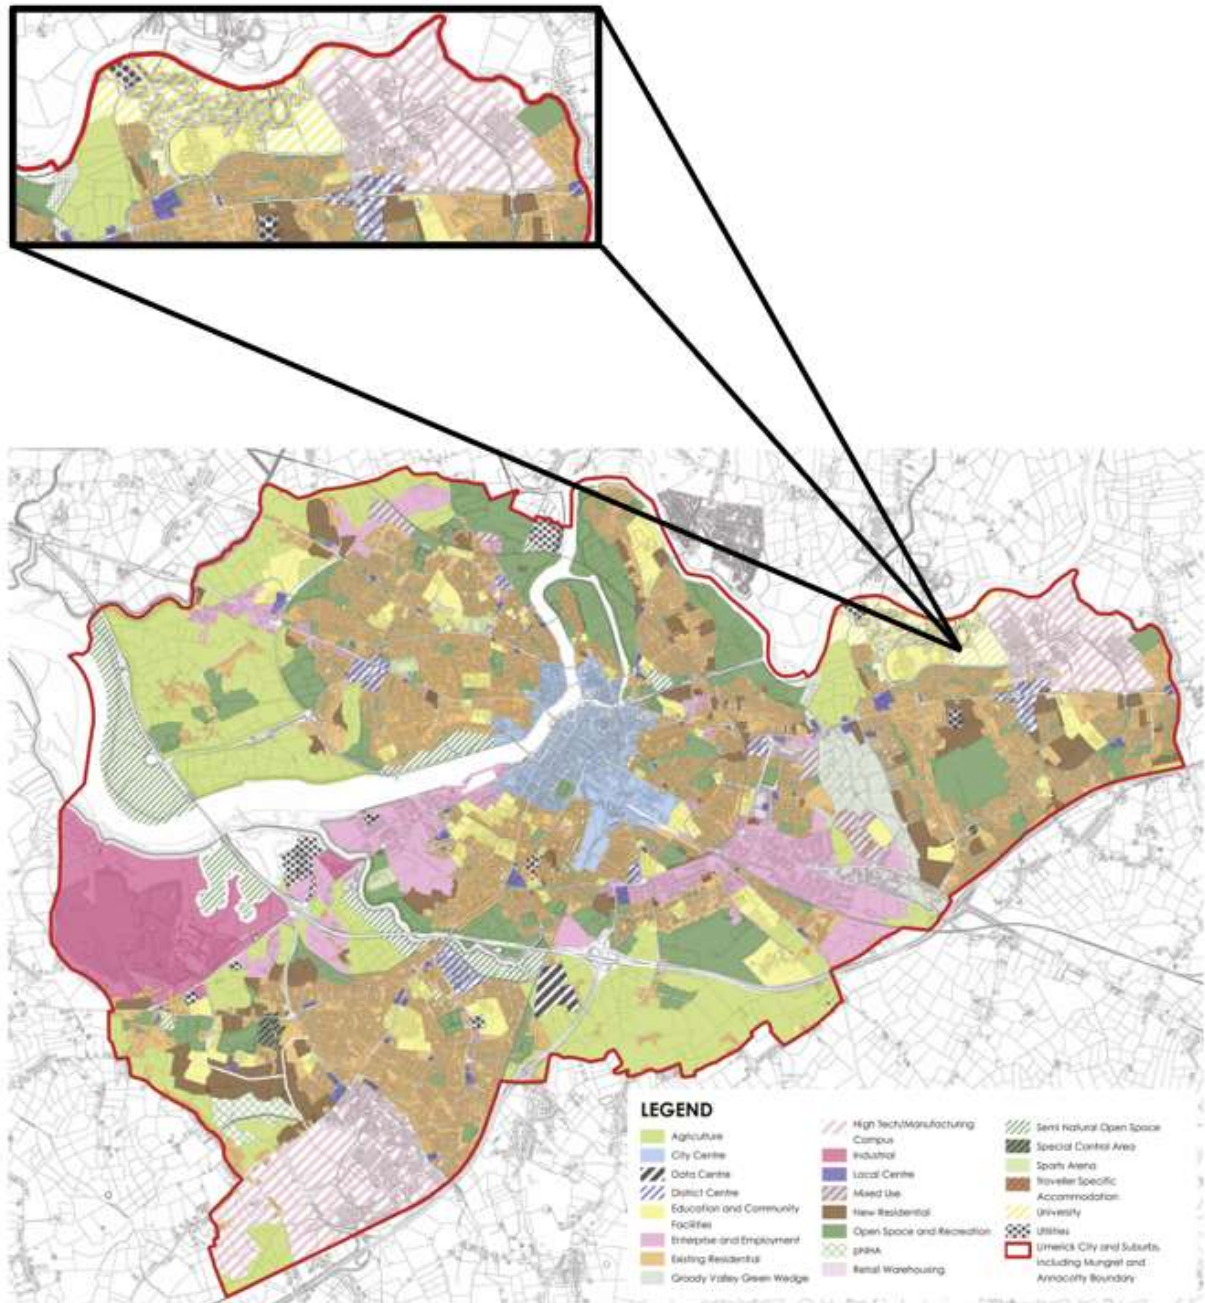 LEGEND
Agriculture
City Centre
Data Centre
District Centre
Education and Community
Facilities
Enterprise and Employment
Existing Residential
Groody Valley Green Wedge
High Tech/Manufacturing
Campus
Industrial
Local Centre
Mixed Use
New Residential
Open Space and Recreation
pNHA
Retail Warehousing
Semi Natural Open Space
Special Control Area
Sports Arena
Traveller Specific
Accommodation
University
Utilities
Limerick City and Suburbs,
including Mungret and
Annacotty Boundary